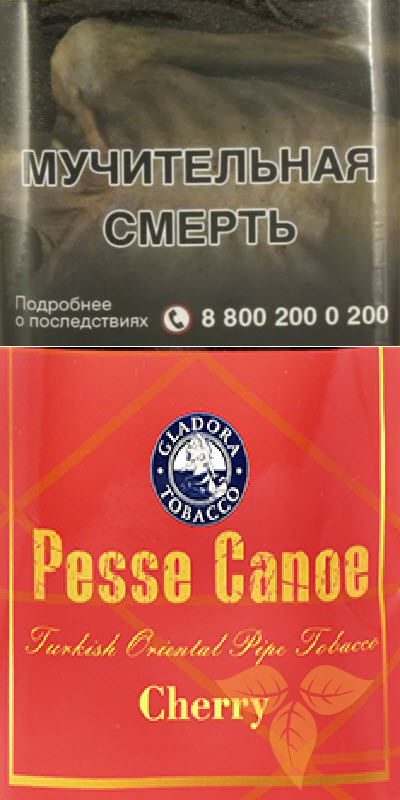 МУЧИТЕЛЬНАЯ
СМЕРТЬ
Подробнее
о последствиях
8 800 200 0 200
GLADORA
TOBACCO
Pesse Canoe
Turkish Oriental Pipe Tobacco
Cherry